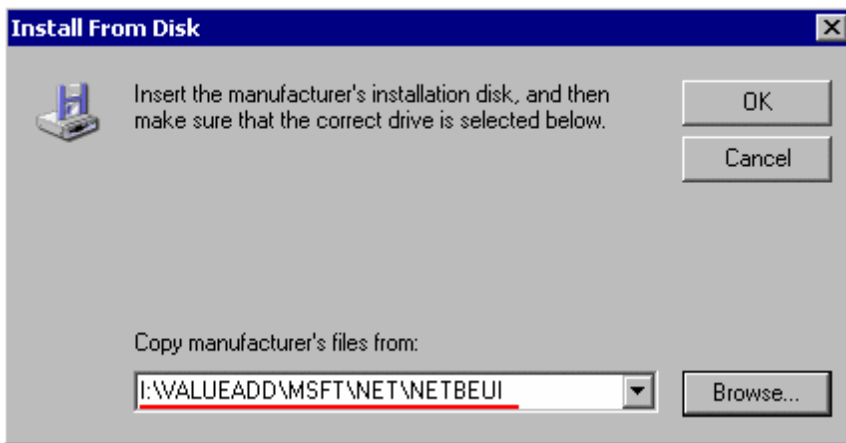 Install From Disk
Insert the manufacturer's installation disk, and then
make sure that the correct drive is selected below.
OK
Cancel
Copy manufacturer's files from:
I:\VALUEADD\MSFT\NET\NETBEUI
Browse...